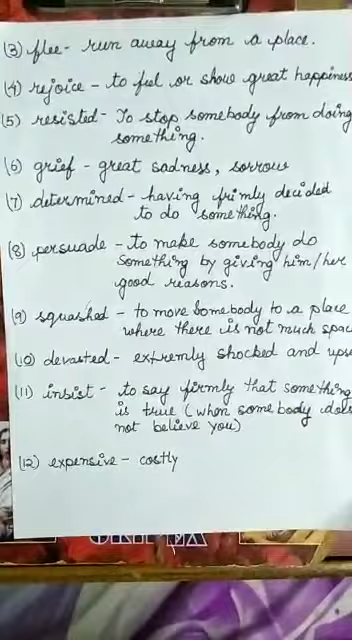 (3) flee - run away from a place.
(4) rejoice - to feel or show great happiness
(5) resisted - To stop somebody from doing
something.
(6) grief - great sadness, sorrow
(7) determined - having frimly decided
to do something.
(8) persuade - to make somebody do
something by giving him/her
good reasons.
(9) squashed - to move somebody to a place
where there is not much spac
(10) devasted - extremly shocked and upse
(11) insist - to say firmly that something
is true (when somebody does
not believe you)
(12) expensive - costly